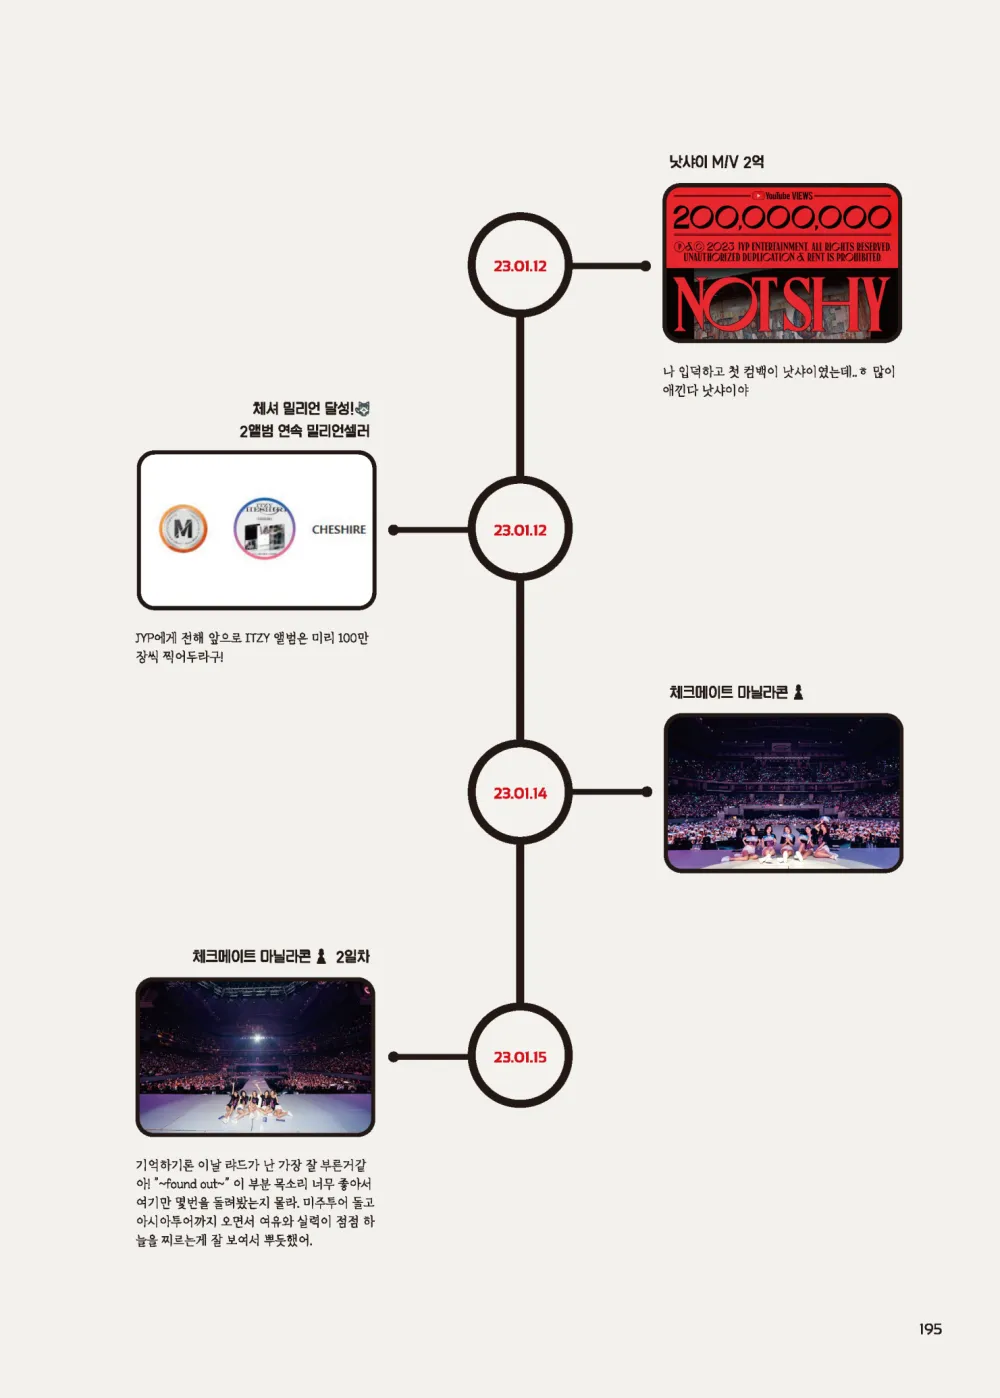 낫샤이 M/V 2억
YouTube VIEWS
200,000,000
Ⓟ & © 2023 JYP ENTERTAINMENT. ALL RIGHTS RESERVED.
UNAUTHORIZED DUPLICATION & RENT IS PROHIBITED
NOT SHY
23.01.12
나 입덕하고 첫 컴백이 낫샤이였는데..ㅎ 많이
애낀다 낫샤이야
체셔 밀리언 달성!
2앨범 연속 밀리언셀러
M
ITZY
CHESHIRE
CHESHIRE
23.01.12
JYP에게 전해 앞으로 ITZY 앨범은 미리 100만
장씩 찍어두라구!
체크메이트 마닐라콘
23.01.14
체크메이트 마닐라콘 2일차
23.01.15
기억하기론 이날 랴드가 난 가장 잘 부른거같
아! "~found out~" 이 부분 목소리 너무 좋아서
여기만 몇번을 돌려봤는지 몰라. 미주투어 돌고
아시아투어까지 오면서 여유와 실력이 점점 하
늘을 찌르는게 잘 보여서 뿌듯했어.
195